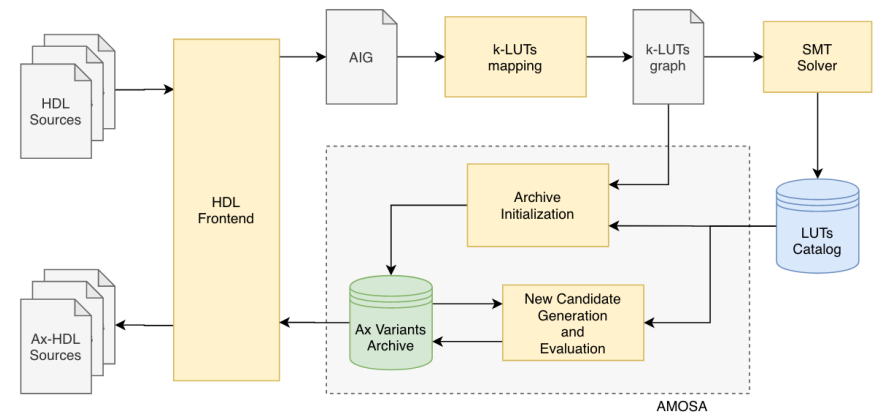 HDL
Sources
HDL
Frontend
AIG
k-LUTs
mapping
k-LUTs
graph
SMT
Solver
LUTs
Catalog
Archive
Initialization
New Candidate
Generation
and
Evaluation
Ax Variants
Archive
Ax-HDL
Sources
AMOSA